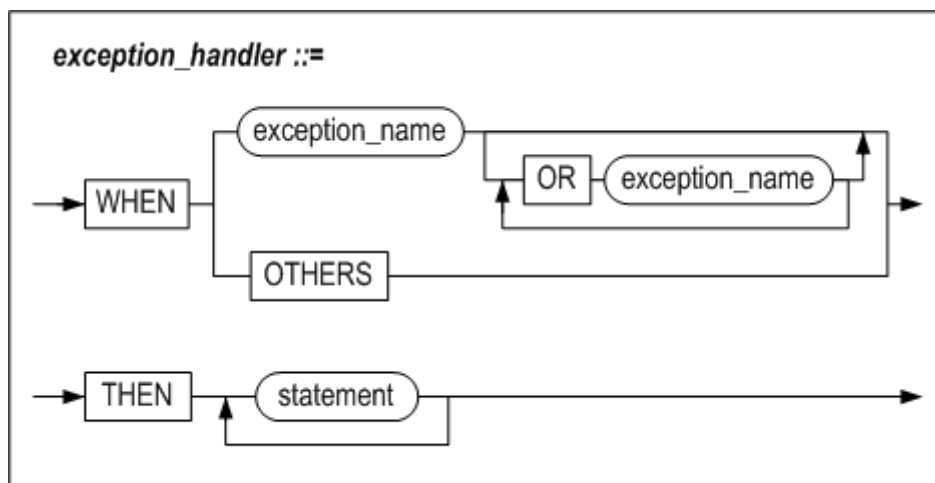 exception_handler ::=
exception_name
OR exception_name
WHEN
OTHERS
THEN statement